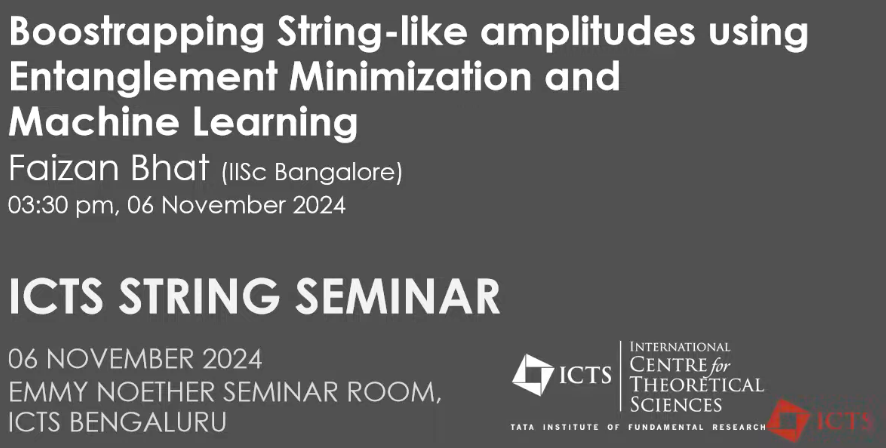 Boostrapping String-like amplitudes using
Entanglement Minimization and
Machine Learning
Faizan Bhat (IISc Bangalore)
03:30 pm, 06 November 2024
ICTS STRING SEMINAR
06 NOVEMBER 2024
EMMY NOETHER SEMINAR ROOM,
ICTS BENGALURU
ICTS
INTERNATIONAL
CENTRE for
THEORETICAL
SCIENCES
TATA INSTITUTE OF FUNDAMENTAL RESEARCH
ICTS